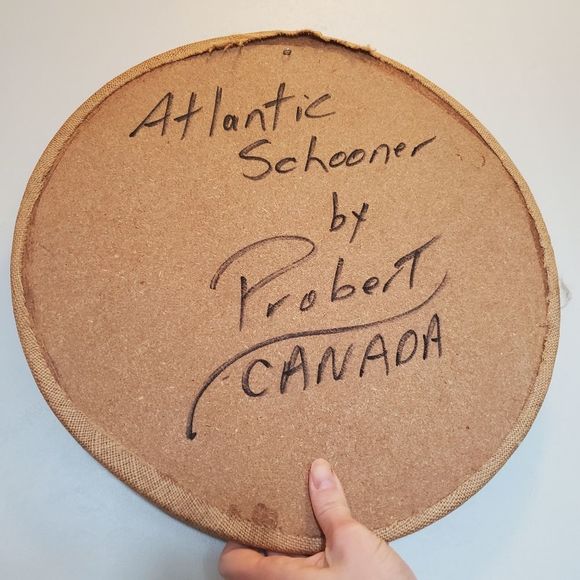 Atlantic
Schooner
by
Probert
CANADA